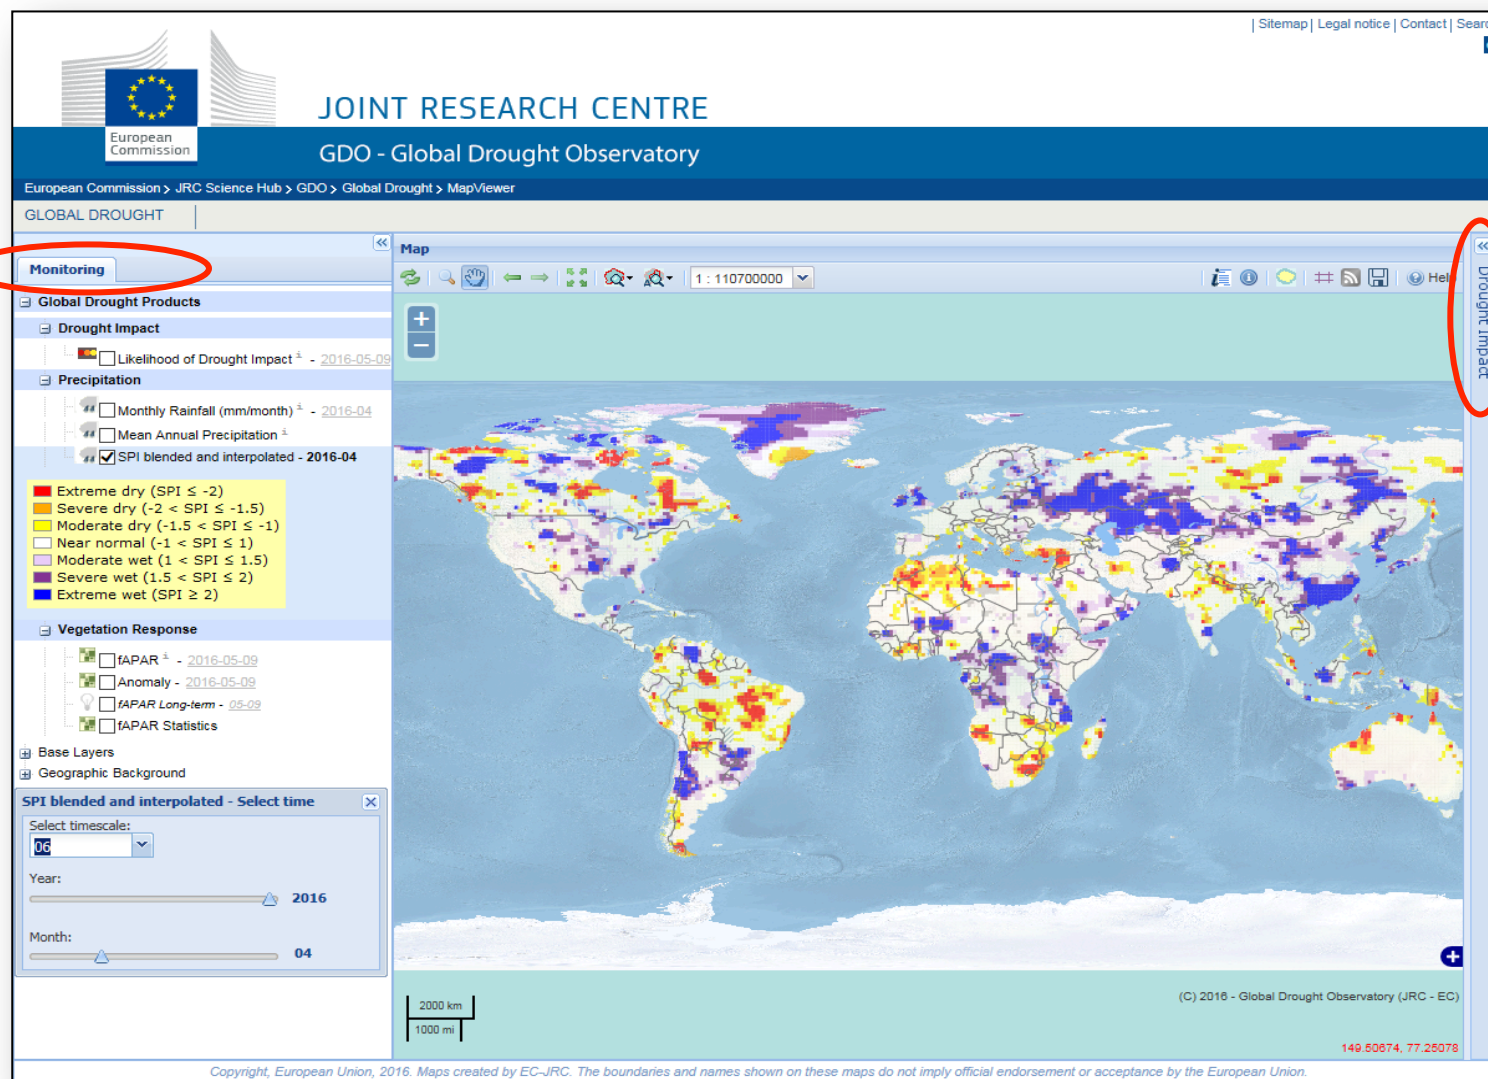 | Sitemap | Legal notice | Contact | Searc
European
Commission
JOINT RESEARCH CENTRE
GDO - Global Drought Observatory
European Commission > JRC Science Hub > GDO > Global Drought > MapViewer
GLOBAL DROUGHT
Monitoring
Global Drought Products
Drought Impact
Likelihood of Drought Impact i - 2016-05-09
Precipitation
Monthly Rainfall (mm/month) i - 2016-04
Mean Annual Precipitation i
SPI blended and interpolated - 2016-04
Extreme dry (SPI ≤ -2)
Severe dry (-2 < SPI ≤ -1.5)
Moderate dry (-1.5 < SPI ≤ -1)
Near normal (-1 < SPI ≤ 1)
Moderate wet (1 < SPI ≤ 1.5)
Severe wet (1.5 < SPI ≤ 2)
Extreme wet (SPI ≥ 2)
Vegetation Response
fAPAR i - 2016-05-09
Anomaly - 2016-05-09
fAPAR Long-term - 05-09
fAPAR Statistics
Base Layers
Geographic Background
SPI blended and interpolated - Select time
Select timescale:
06
Year:
2016
Month:
04
Map
1 : 110700000
Help
Drought Impact
2000 km
1000 mi
(C) 2016 - Global Drought Observatory (JRC - EC)
149.50674, 77.25078
Copyright, European Union, 2016. Maps created by EC-JRC. The boundaries and names shown on these maps do not imply official endorsement or acceptance by the European Union.